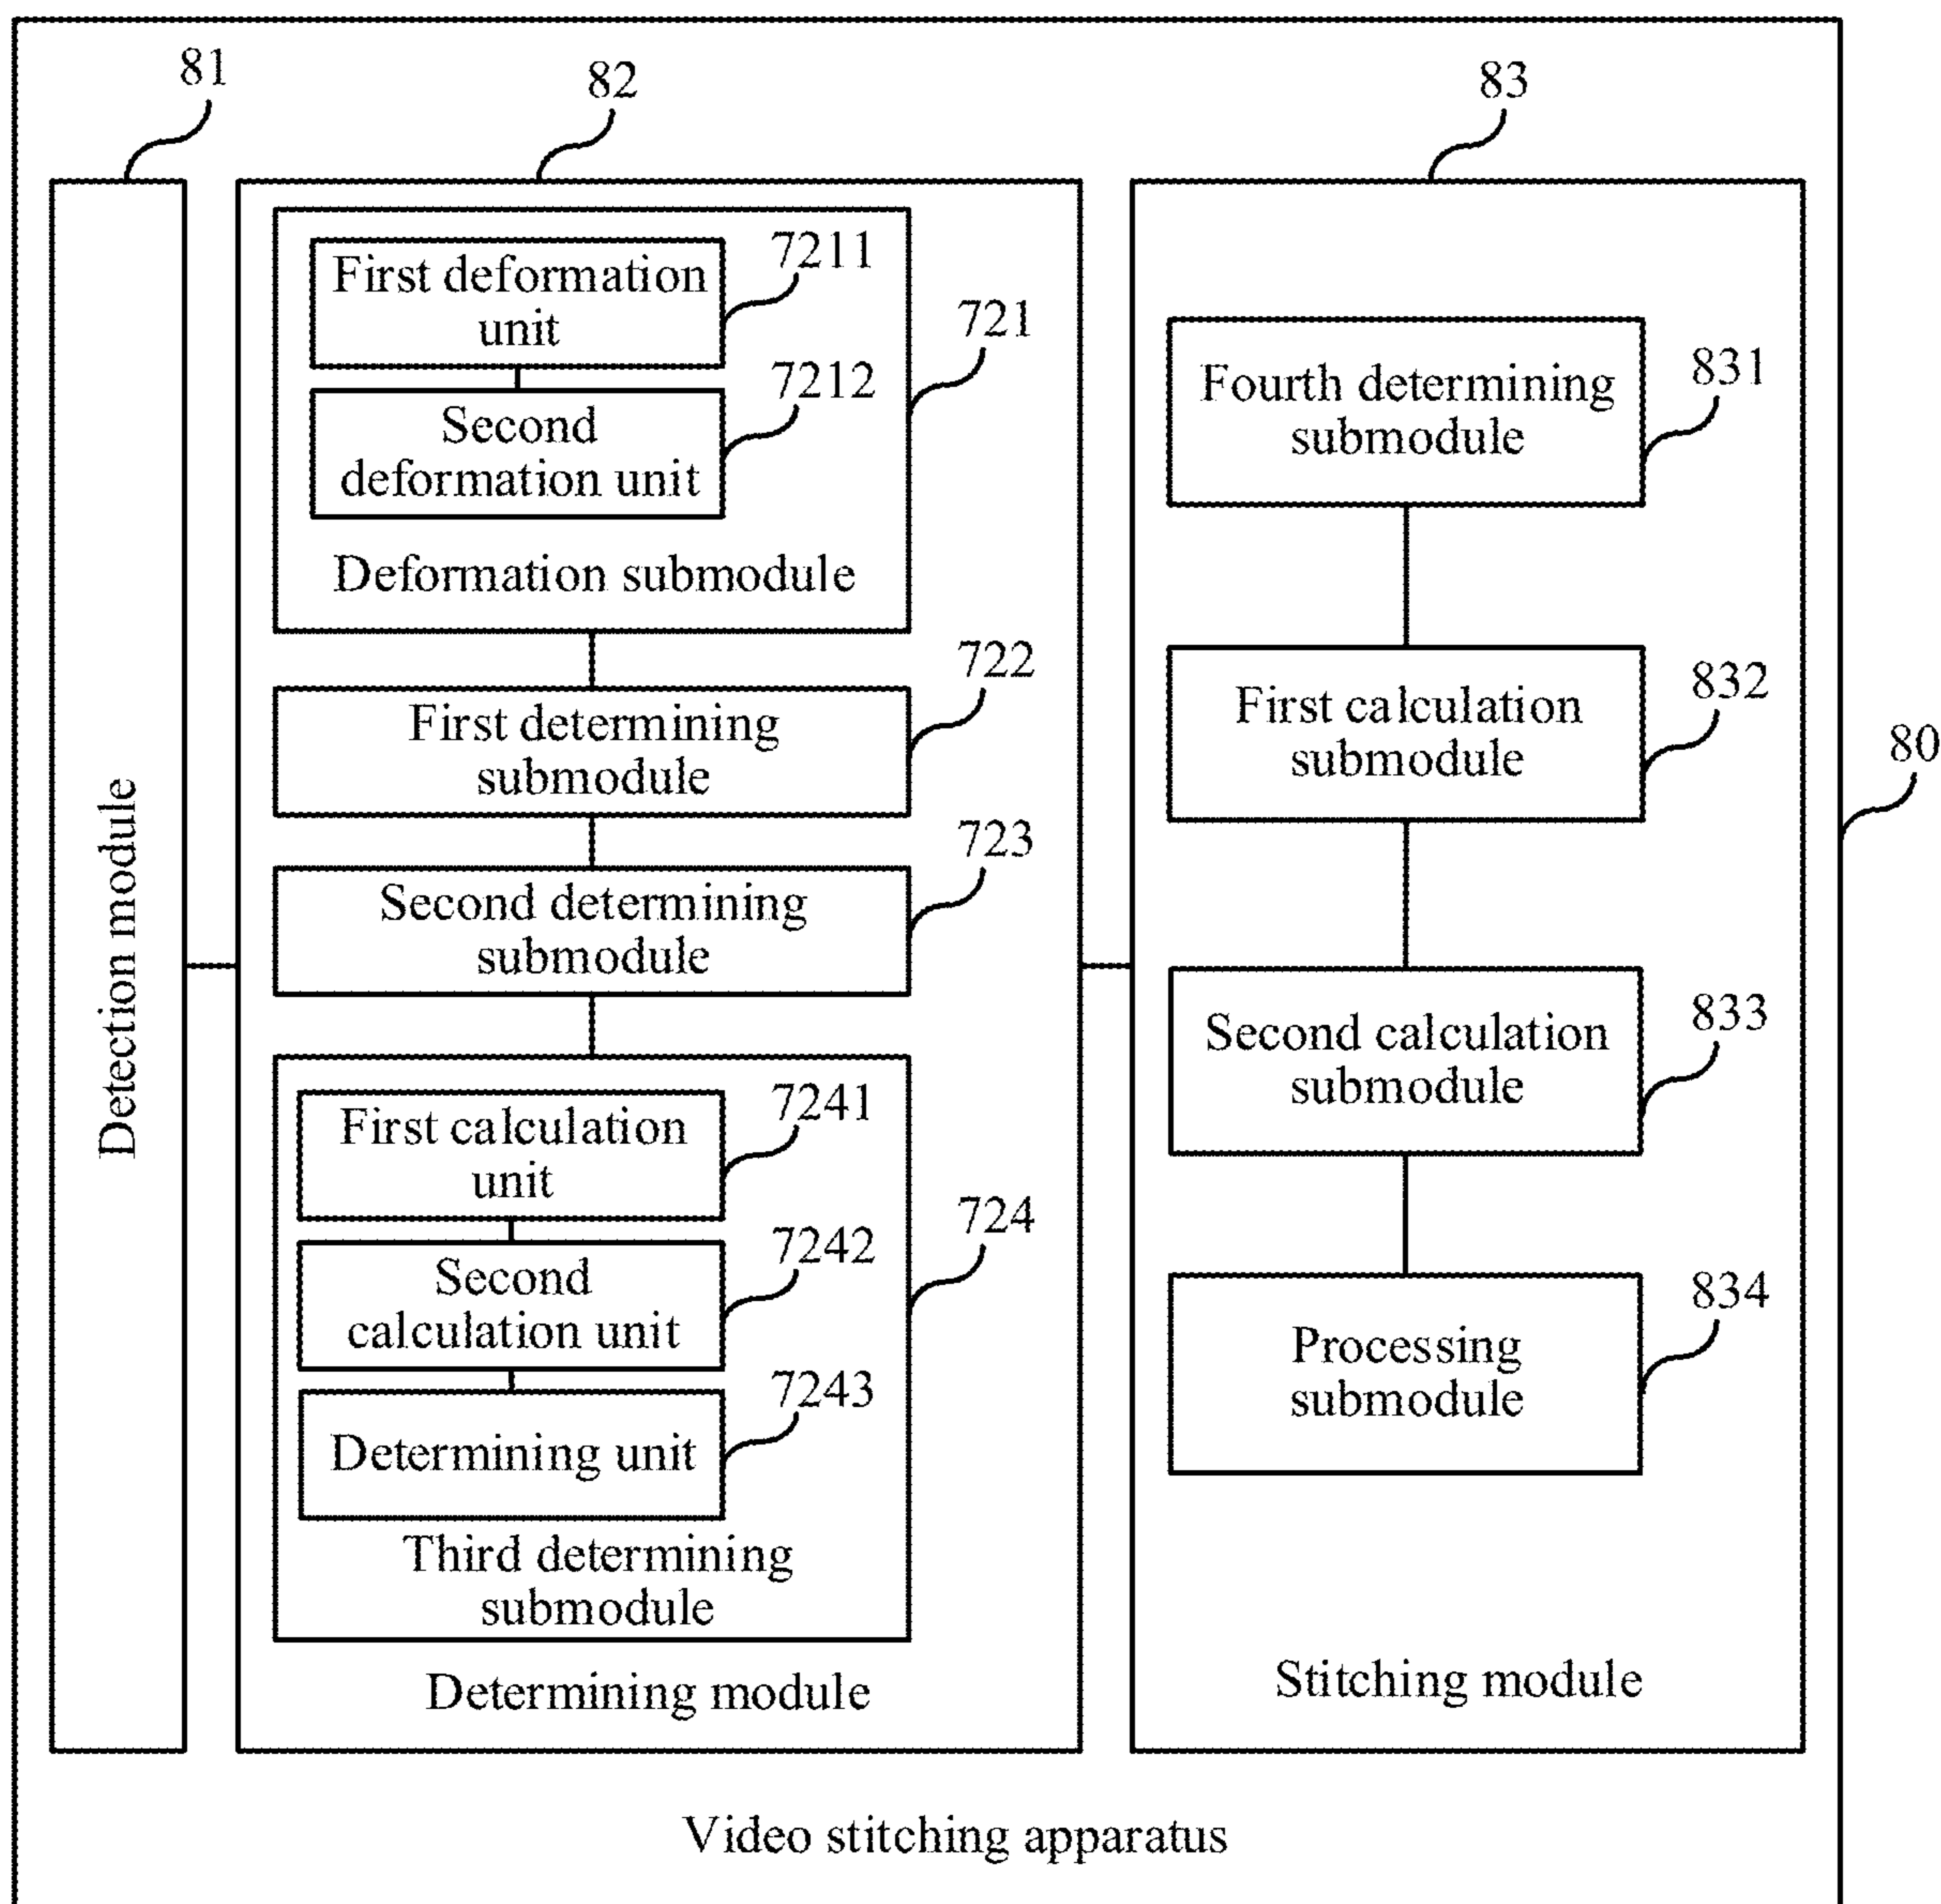 81
82
83
7211
First deformation
unit
721
7212
Second
deformation unit
Deformation submodule
722
First determining
submodule
723
Second determining
submodule
7241
First calculation
unit
724
7242
Second
calculation unit
7243
Determining unit
Third determining
submodule
Determining module
Detection module
831
Fourth determining
submodule
832
First calculation
submodule
80
833
Second calculation
submodule
834
Processing
submodule
Stitching module
Video stitching apparatus